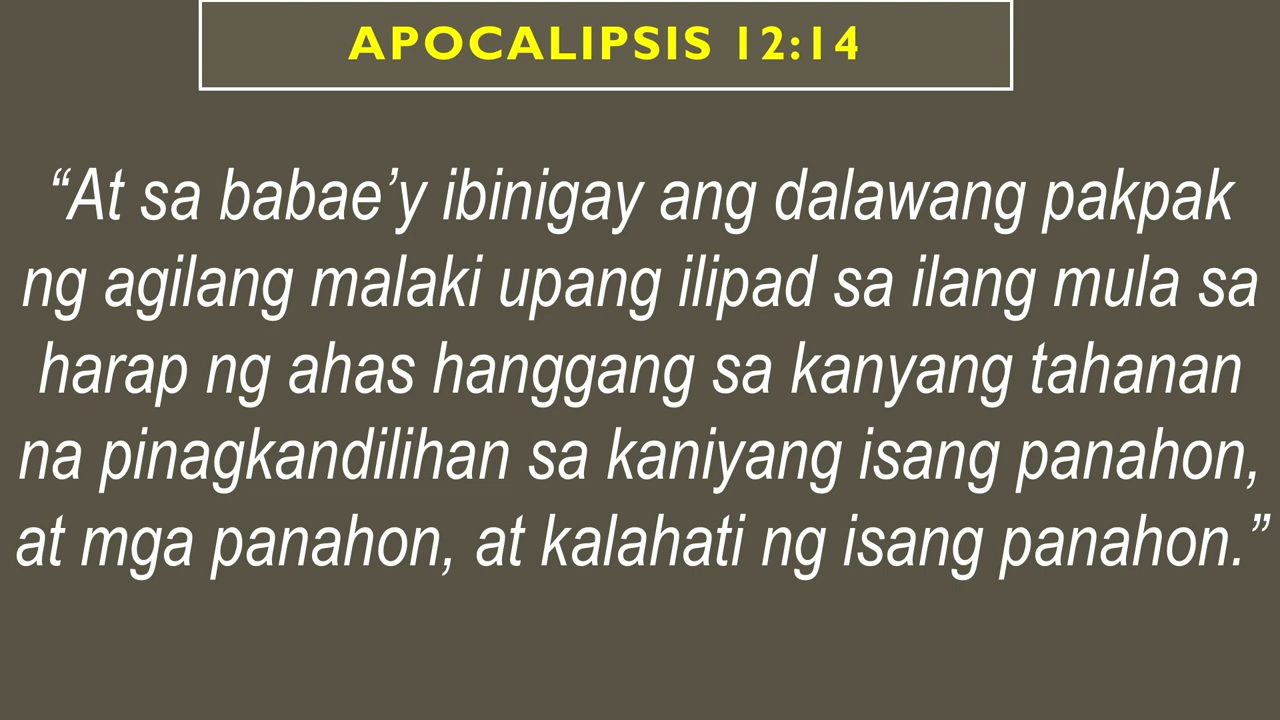 APOCALIPSIS 12:14
“At sa babae’y ibinigay ang dalawang pakpak
ng agilang malaki upang ilipad sa ilang mula sa
harap ng ahas hanggang sa kanyang tahanan
na pinagkandilihan sa kaniyang isang panahon,
at mga panahon, at kalahati ng isang panahon.”